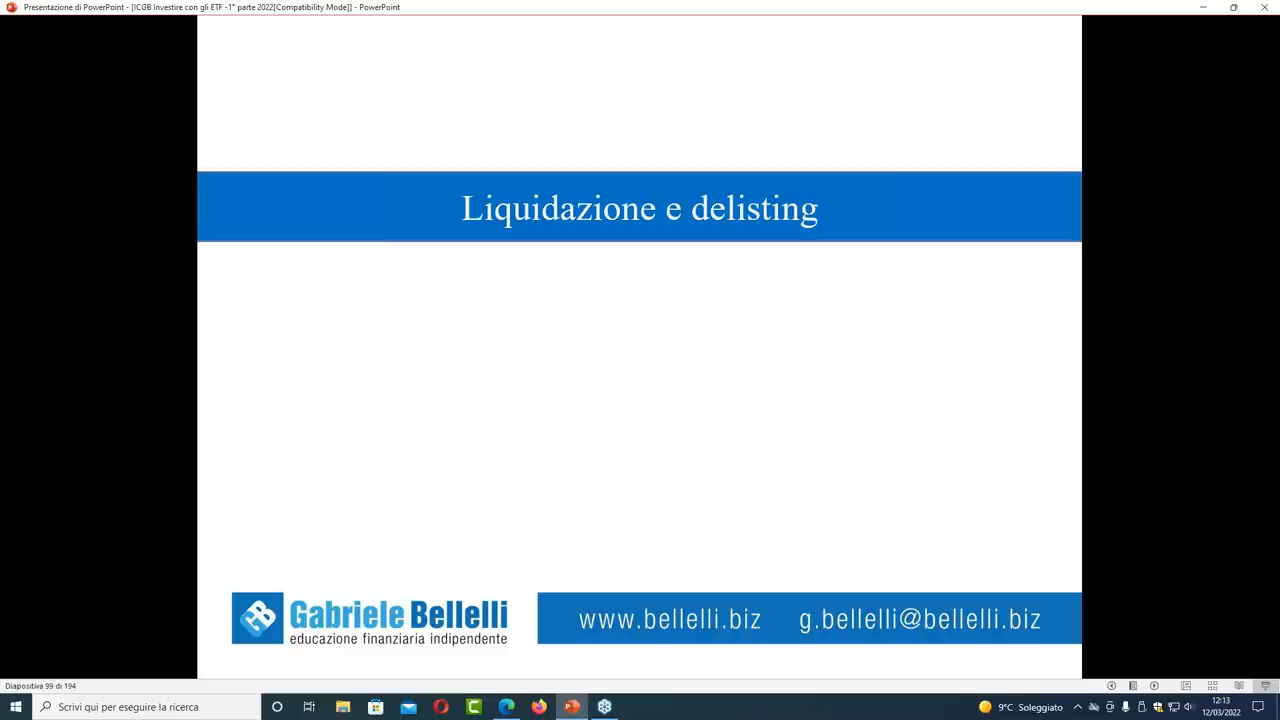 Presentazione di PowerPoint - [ICGB Investire con gli ETF -1° parte 2022[Compatibility Mode]] - PowerPoint
Liquidazione e delisting
Gabriele Bellelli
educazione finanziaria indipendente
www.bellelli.biz g.bellelli@bellelli.biz
Diapositiva 99 di 194
Scrivi qui per eseguire la ricerca
9°C Soleggiato
12:13
12/03/2022